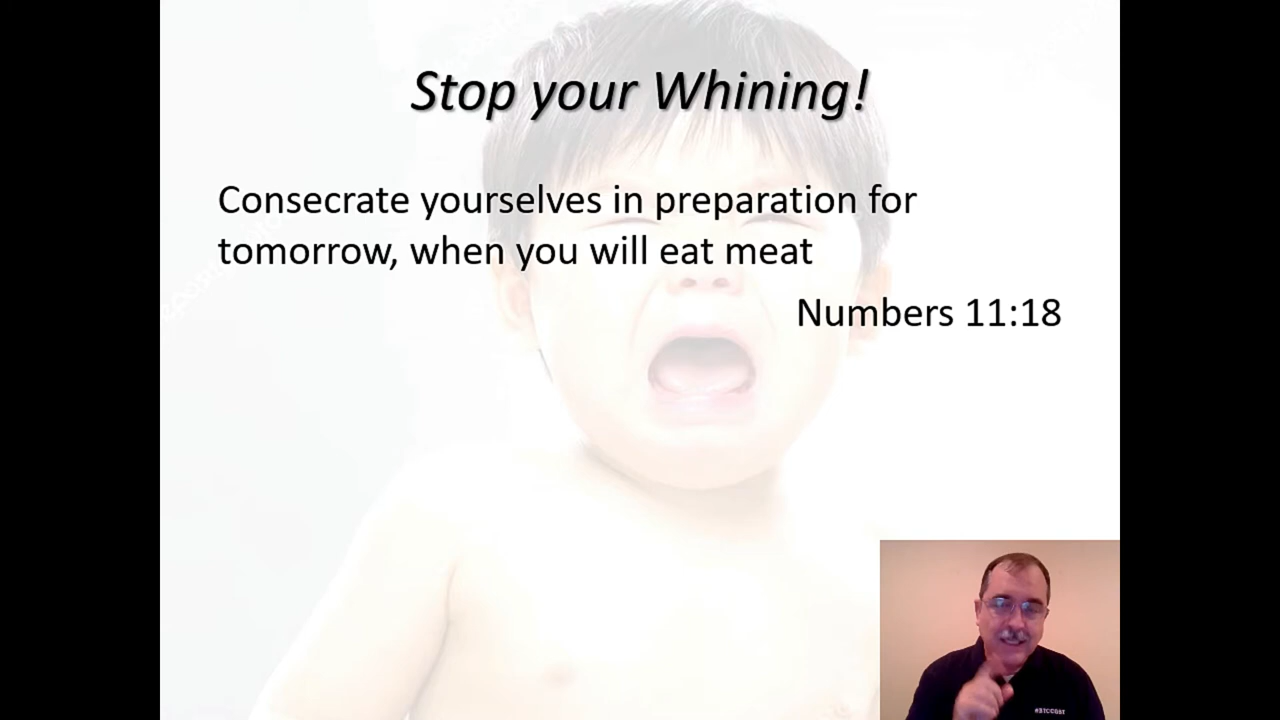 Stop your Whining!
Consecrate yourselves in preparation for
tomorrow, when you will eat meat
Numbers 11:18